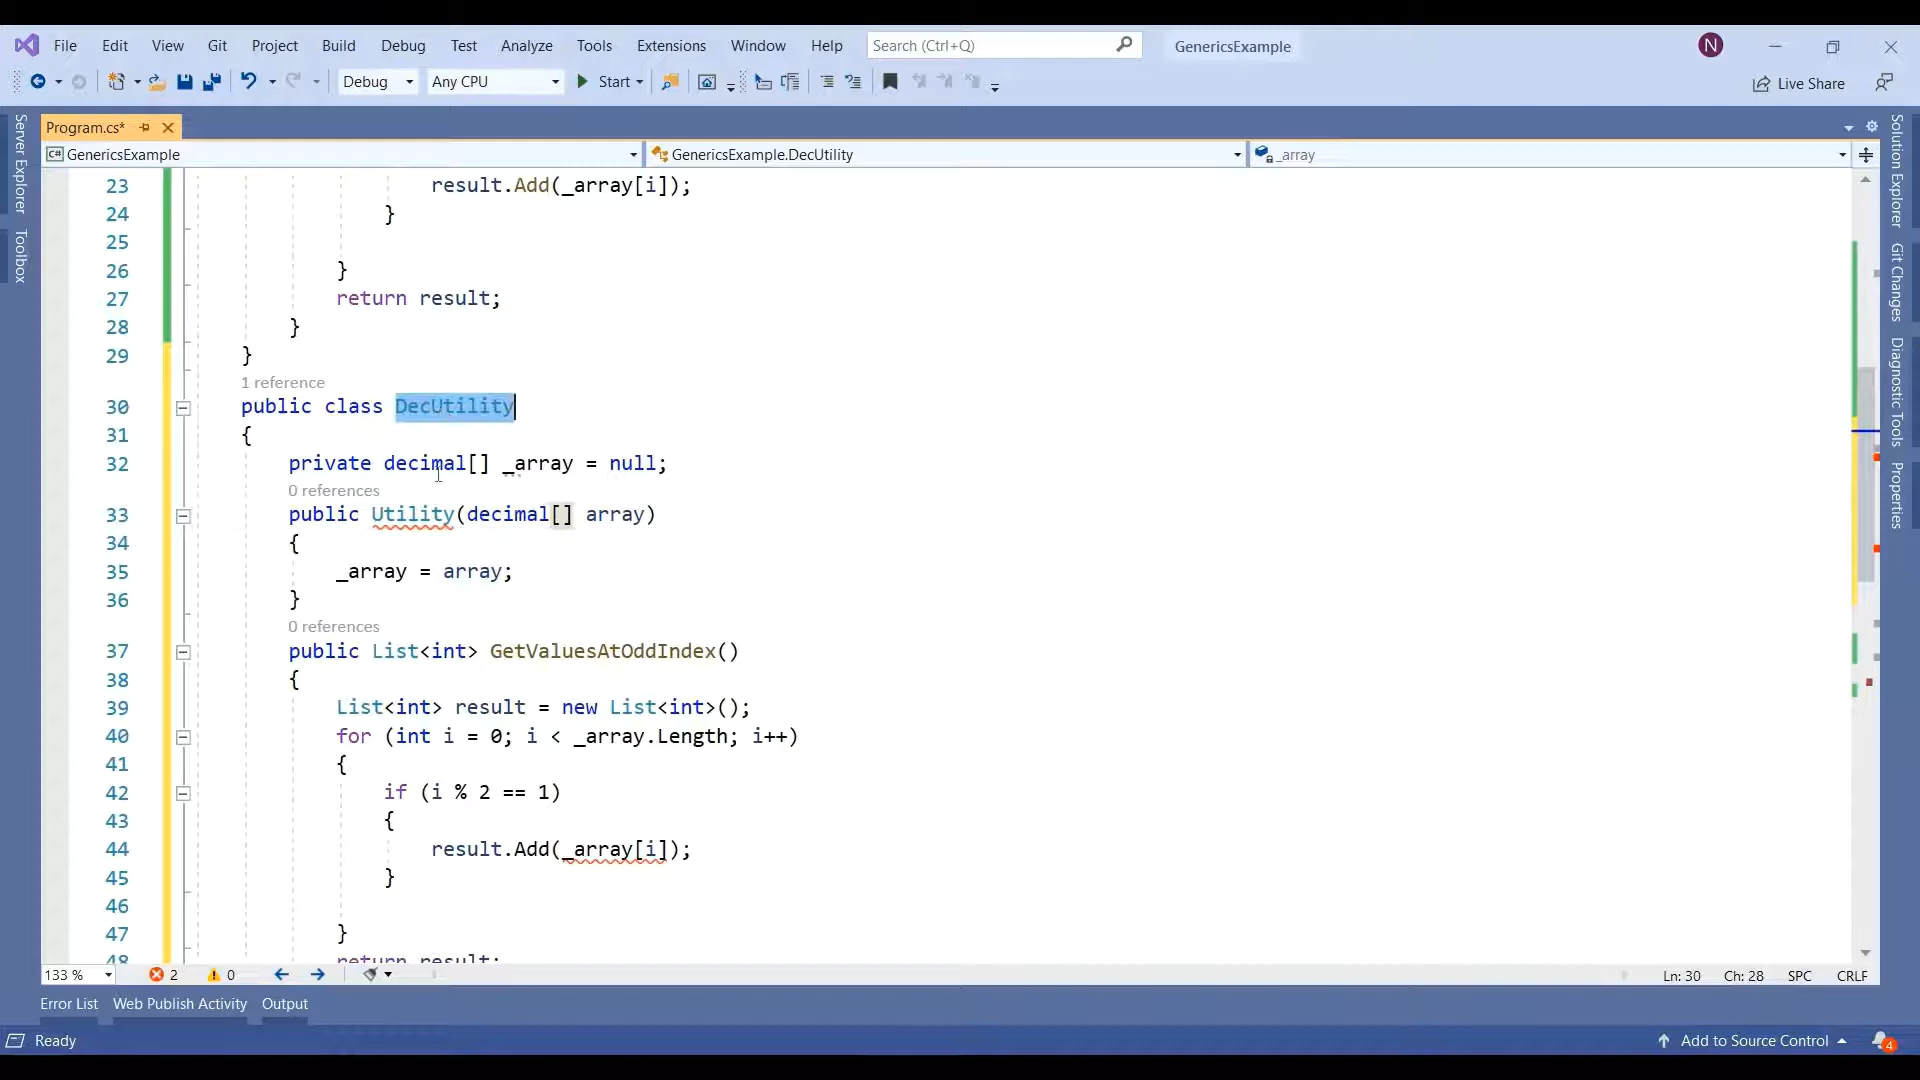 File Edit View Git Project Build Debug Test Analyze Tools Extensions Window Help Search (Ctrl+Q) GenericsExample N
Debug Any CPU Start Live Share
Program.cs*
C# GenericsExample GenericsExample.DecUtility _array
Server Explorer
Toolbox
23 result.Add(_array[i]);
24 }
25
26 }
27 return result;
28 }
29 }
1 reference
30 public class DecUtility
31 {
32 private decimal[] _array = null;
0 references
33 public Utility(decimal[] array)
34 {
35 _array = array;
36 }
0 references
37 public List<int> GetValuesAtOddIndex()
38 {
39 List<int> result = new List<int>();
40 for (int i = 0; i < _array.Length; i++)
41 {
42 if (i % 2 == 1)
43 {
44 result.Add(_array[i]);
45 }
46
47 }
48 return result;
Solution Explorer
Git Changes
Diagnostic Tools
Properties
133 % 2 0 Ln: 30 Ch: 28 SPC CRLF
Error List Web Publish Activity Output
Ready Add to Source Control 4